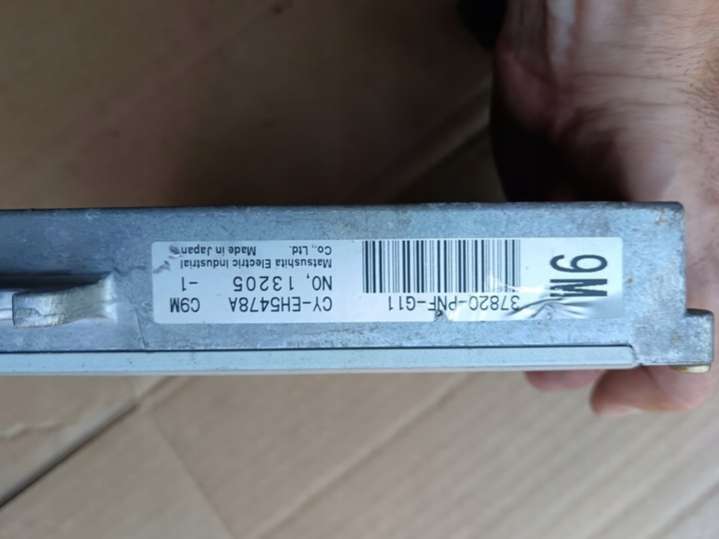 37820-PNF-G11
CY-EH5478A C9M
NO, 13205 -1
Matsushita Electric Industrial
Co., Ltd. Made in Japan
9M